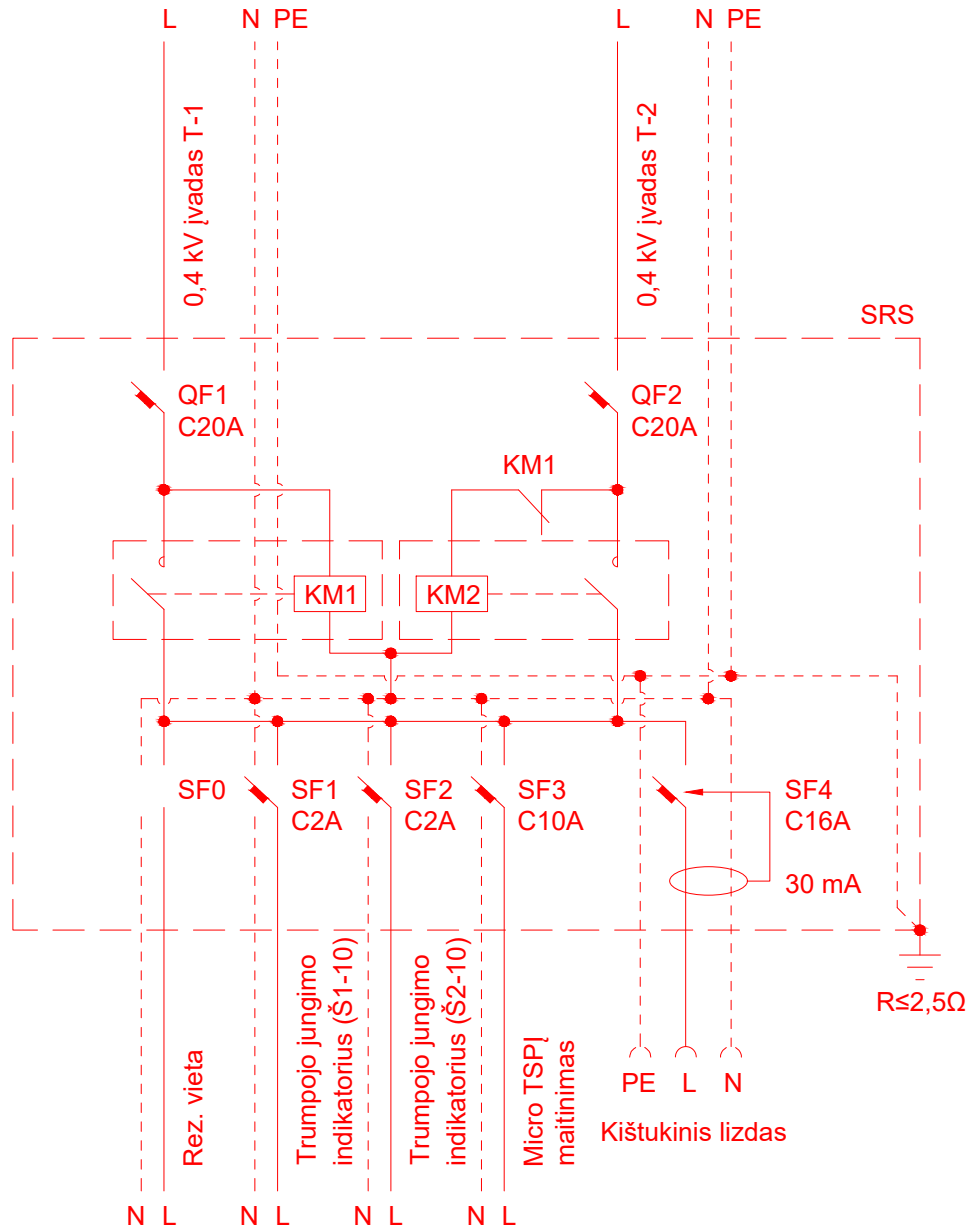 L
N PE
L
N PE
0,4 kV įvadas T-1
0,4 kV įvadas T-2
SRS
QF1
C20A
QF2
C20A
KM1
KM1
KM2
SF0
SF1
C2A
SF2
C2A
SF3
C10A
SF4
C16A
30 mA
R≤2,5Ω
Rez. vieta
Trumpojo jungimo
indikatorius (Š1-10)
Trumpojo jungimo
indikatorius (Š2-10)
Micro TSPĮ
maitinimas
PE L N
Kištukinis lizdas
N L
N L
N L
N L